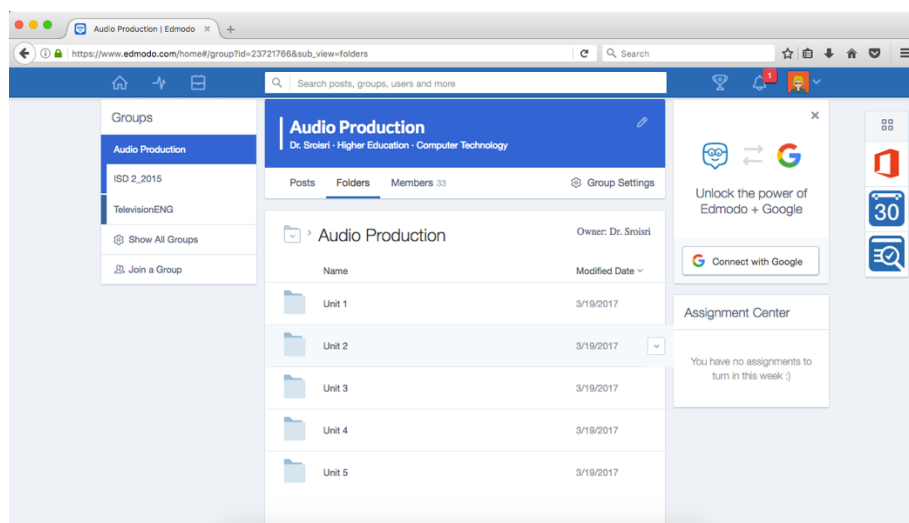 Audio Production | Edmodo
https://www.edmodo.com/home#/group?id=23721766&sub_view=folders
Search
Search posts, groups, users and more
1
Groups
Audio Production
ISD 2_2015
TelevisionENG
Show All Groups
Join a Group
Audio Production
Dr. Sroisri · Higher Education · Computer Technology
Posts Folders Members 33 Group Settings
Audio Production Owner: Dr. Sroisri
Name Modified Date
Unit 1 3/19/2017
Unit 2 3/19/2017
Unit 3 3/19/2017
Unit 4 3/19/2017
Unit 5 3/19/2017
G
Unlock the power of
Edmodo + Google
G Connect with Google
Assignment Center
You have no assignments to
turn in this week :)
30